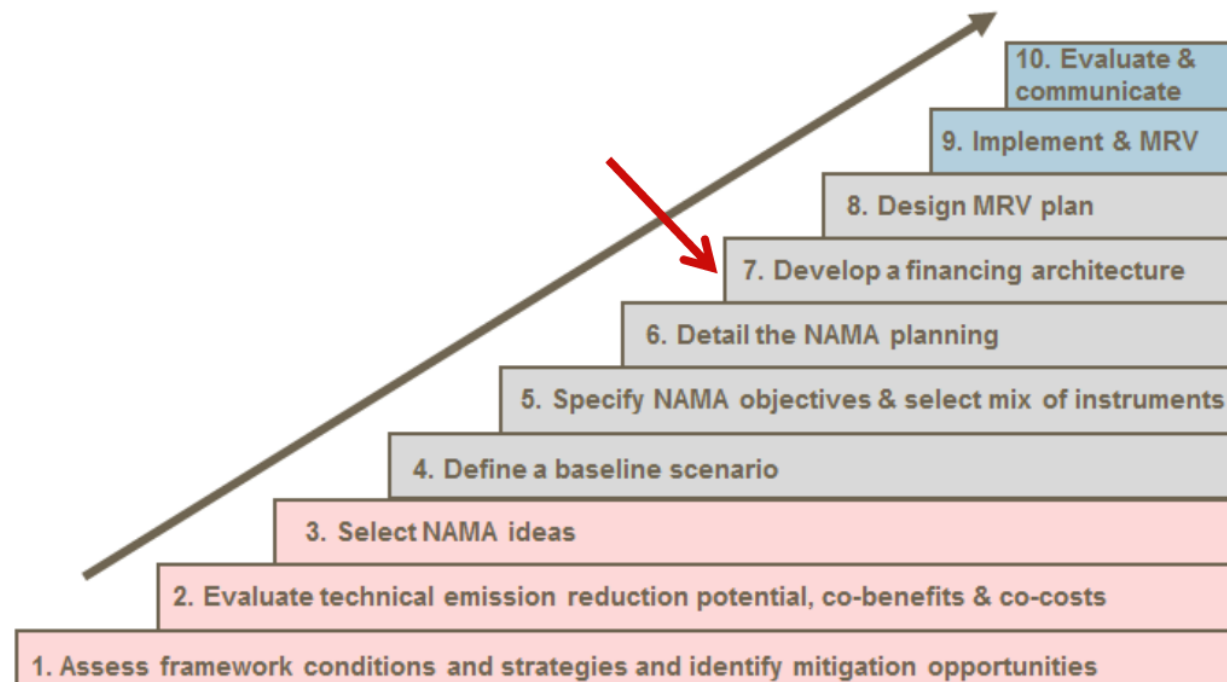 10. Evaluate &
communicate
9. Implement & MRV
8. Design MRV plan
7. Develop a financing architecture
6. Detail the NAMA planning
5. Specify NAMA objectives & select mix of instruments
4. Define a baseline scenario
3. Select NAMA ideas
2. Evaluate technical emission reduction potential, co-benefits & co-costs
1. Assess framework conditions and strategies and identify mitigation opportunities